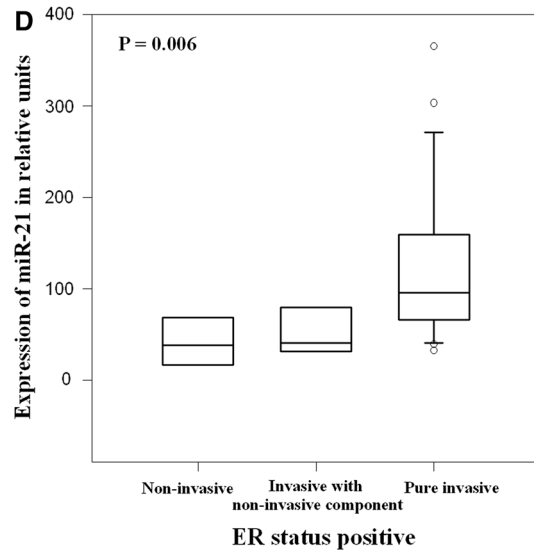 D
P = 0.006
Expression of miR-21 in relative units
400
300
200
100
0
Non-invasive
Invasive with
non-invasive component
Pure invasive
ER status positive